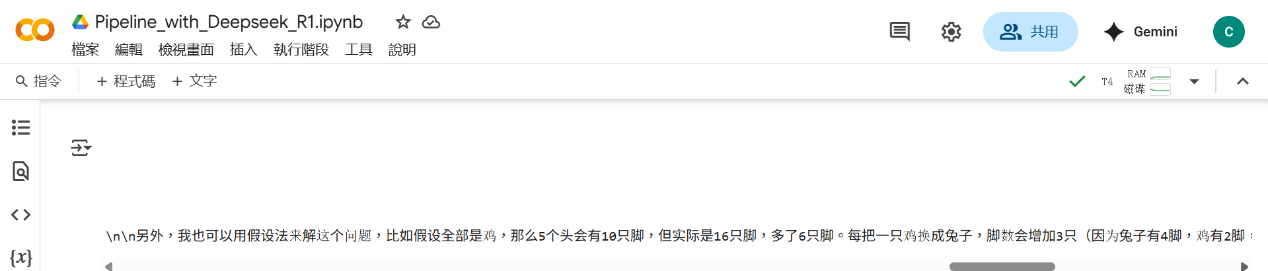 Pipeline_with_Deepseek_R1.ipynb
檔案 編輯 檢視畫面 插入 執行階段 工具 說明
共用
Gemini
C
指令 + 程式碼 + 文字
T4 RAM
磁碟
\n\n另外，我也可以用假设法来解这个问题，比如假设全部是鸡，那么5个头会有10只脚，但实际是16只脚，多了6只脚。每把一只鸡换成兔子，脚数会增加3只（因为兔子有4脚，鸡有2脚，
{x}